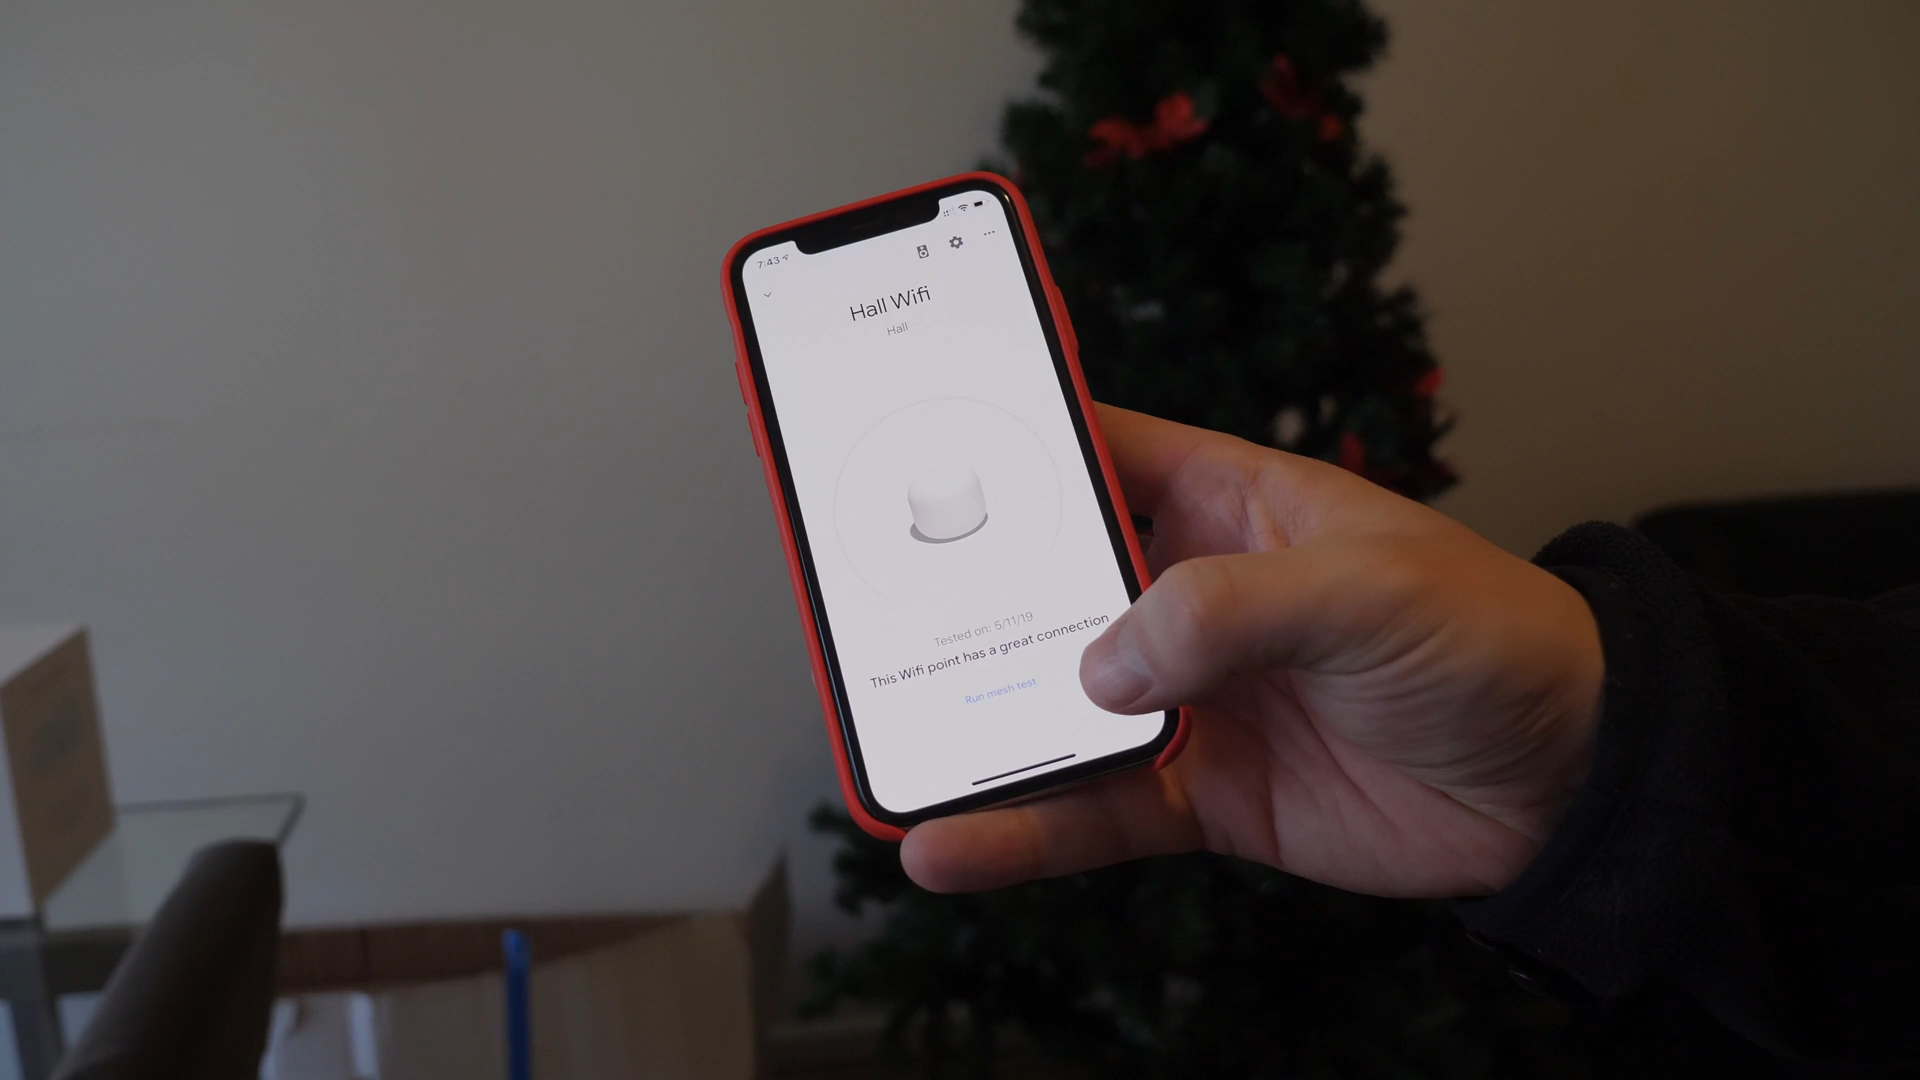 7:43
Hall Wifi
Hall
Tested on: 5/11/19
This Wifi point has a great connection
Run mesh test